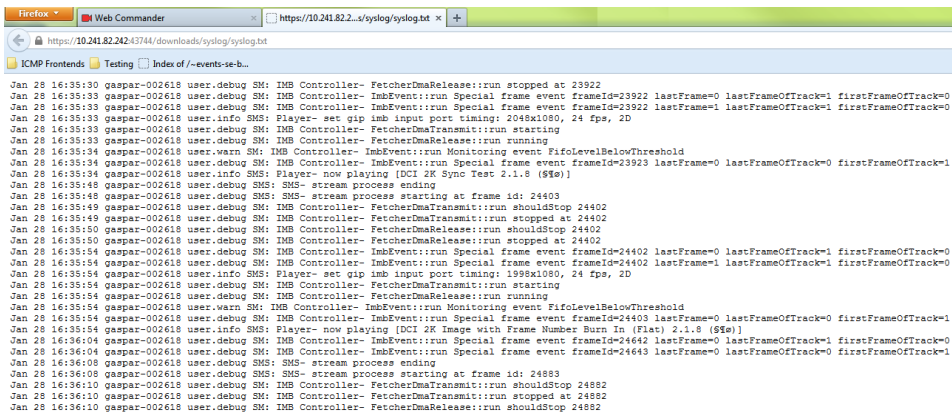 Firefox
Web Commander ×
https://10.241.82.2...s/syslog/syslog.txt × +
https://10.241.82.242:43744/downloads/syslog/syslog.txt
ICMP Frontends Testing Index of /~events-se-b...
Jan 28 16:35:30 gaspar-002618 user.debug SM: IMB Controller- FetcherDmaRelease::run stopped at 23922
Jan 28 16:35:33 gaspar-002618 user.debug SM: IMB Controller- ImbEvent::run Special frame event frameId=23922 lastFrame=0 lastFrameOfTrack=1 firstFrameOfTrack=0
Jan 28 16:35:33 gaspar-002618 user.debug SM: IMB Controller- ImbEvent::run Special frame event frameId=23922 lastFrame=1 lastFrameOfTrack=1 firstFrameOfTrack=0
Jan 28 16:35:33 gaspar-002618 user.info SMS: Player- set gip imb input port timing: 2048x1080, 24 fps, 2D
Jan 28 16:35:33 gaspar-002618 user.debug SM: IMB Controller- FetcherDmaTransmit::run starting
Jan 28 16:35:33 gaspar-002618 user.debug SM: IMB Controller- FetcherDmaRelease::run running
Jan 28 16:35:34 gaspar-002618 user.warn SM: IMB Controller- ImbEvent::run Monitoring event FifoLevelBelowThreshold
Jan 28 16:35:34 gaspar-002618 user.debug SM: IMB Controller- ImbEvent::run Special frame event frameId=23923 lastFrame=0 lastFrameOfTrack=0 firstFrameOfTrack=1
Jan 28 16:35:34 gaspar-002618 user.info SMS: Player- now playing [DCI 2K Sync Test 2.1.8 (§¶ø)]
Jan 28 16:35:48 gaspar-002618 user.debug SMS: SMS- stream process ending
Jan 28 16:35:48 gaspar-002618 user.debug SMS: SMS- stream process starting at frame id: 24403
Jan 28 16:35:49 gaspar-002618 user.debug SM: IMB Controller- FetcherDmaTransmit::run shouldStop 24402
Jan 28 16:35:49 gaspar-002618 user.debug SM: IMB Controller- FetcherDmaTransmit::run stopped at 24402
Jan 28 16:35:50 gaspar-002618 user.debug SM: IMB Controller- FetcherDmaRelease::run shouldStop 24402
Jan 28 16:35:50 gaspar-002618 user.debug SM: IMB Controller- FetcherDmaRelease::run stopped at 24402
Jan 28 16:35:54 gaspar-002618 user.debug SM: IMB Controller- ImbEvent::run Special frame event frameId=24402 lastFrame=0 lastFrameOfTrack=1 firstFrameOfTrack=0
Jan 28 16:35:54 gaspar-002618 user.debug SM: IMB Controller- ImbEvent::run Special frame event frameId=24402 lastFrame=1 lastFrameOfTrack=1 firstFrameOfTrack=0
Jan 28 16:35:54 gaspar-002618 user.info SMS: Player- set gip imb input port timing: 1998x1080, 24 fps, 2D
Jan 28 16:35:54 gaspar-002618 user.debug SM: IMB Controller- FetcherDmaTransmit::run starting
Jan 28 16:35:54 gaspar-002618 user.debug SM: IMB Controller- FetcherDmaRelease::run running
Jan 28 16:35:54 gaspar-002618 user.warn SM: IMB Controller- ImbEvent::run Monitoring event FifoLevelBelowThreshold
Jan 28 16:35:54 gaspar-002618 user.debug SM: IMB Controller- ImbEvent::run Special frame event frameId=24403 lastFrame=0 lastFrameOfTrack=0 firstFrameOfTrack=1
Jan 28 16:35:54 gaspar-002618 user.info SMS: Player- now playing [DCI 2K Image with Frame Number Burn In (Flat) 2.1.8 (§¶ø)]
Jan 28 16:36:04 gaspar-002618 user.debug SM: IMB Controller- ImbEvent::run Special frame event frameId=24642 lastFrame=0 lastFrameOfTrack=1 firstFrameOfTrack=0
Jan 28 16:36:04 gaspar-002618 user.debug SM: IMB Controller- ImbEvent::run Special frame event frameId=24643 lastFrame=0 lastFrameOfTrack=0 firstFrameOfTrack=1
Jan 28 16:36:08 gaspar-002618 user.debug SMS: SMS- stream process ending
Jan 28 16:36:08 gaspar-002618 user.debug SMS: SMS- stream process starting at frame id: 24883
Jan 28 16:36:10 gaspar-002618 user.debug SM: IMB Controller- FetcherDmaTransmit::run shouldStop 24882
Jan 28 16:36:10 gaspar-002618 user.debug SM: IMB Controller- FetcherDmaTransmit::run stopped at 24882
Jan 28 16:36:10 gaspar-002618 user.debug SM: IMB Controller- FetcherDmaRelease::run shouldStop 24882